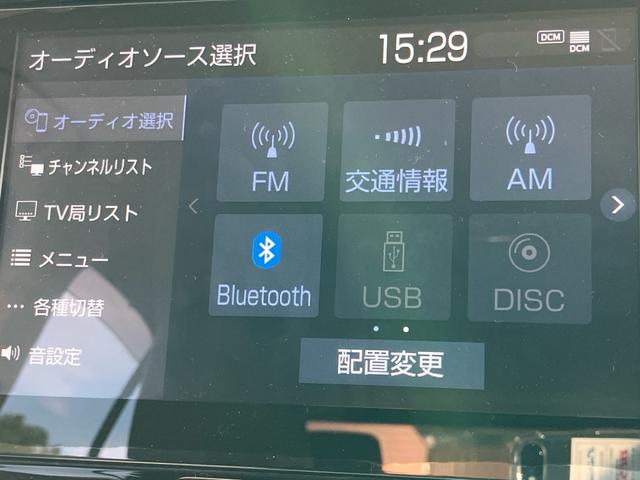 オーディオソース選択
15:29
DCM
DCM
オーディオ選択
チャンネルリスト
TV局リスト
メニュー
各種切替
音設定
FM
交通情報
AM
Bluetooth
USB
DISC
配置変更